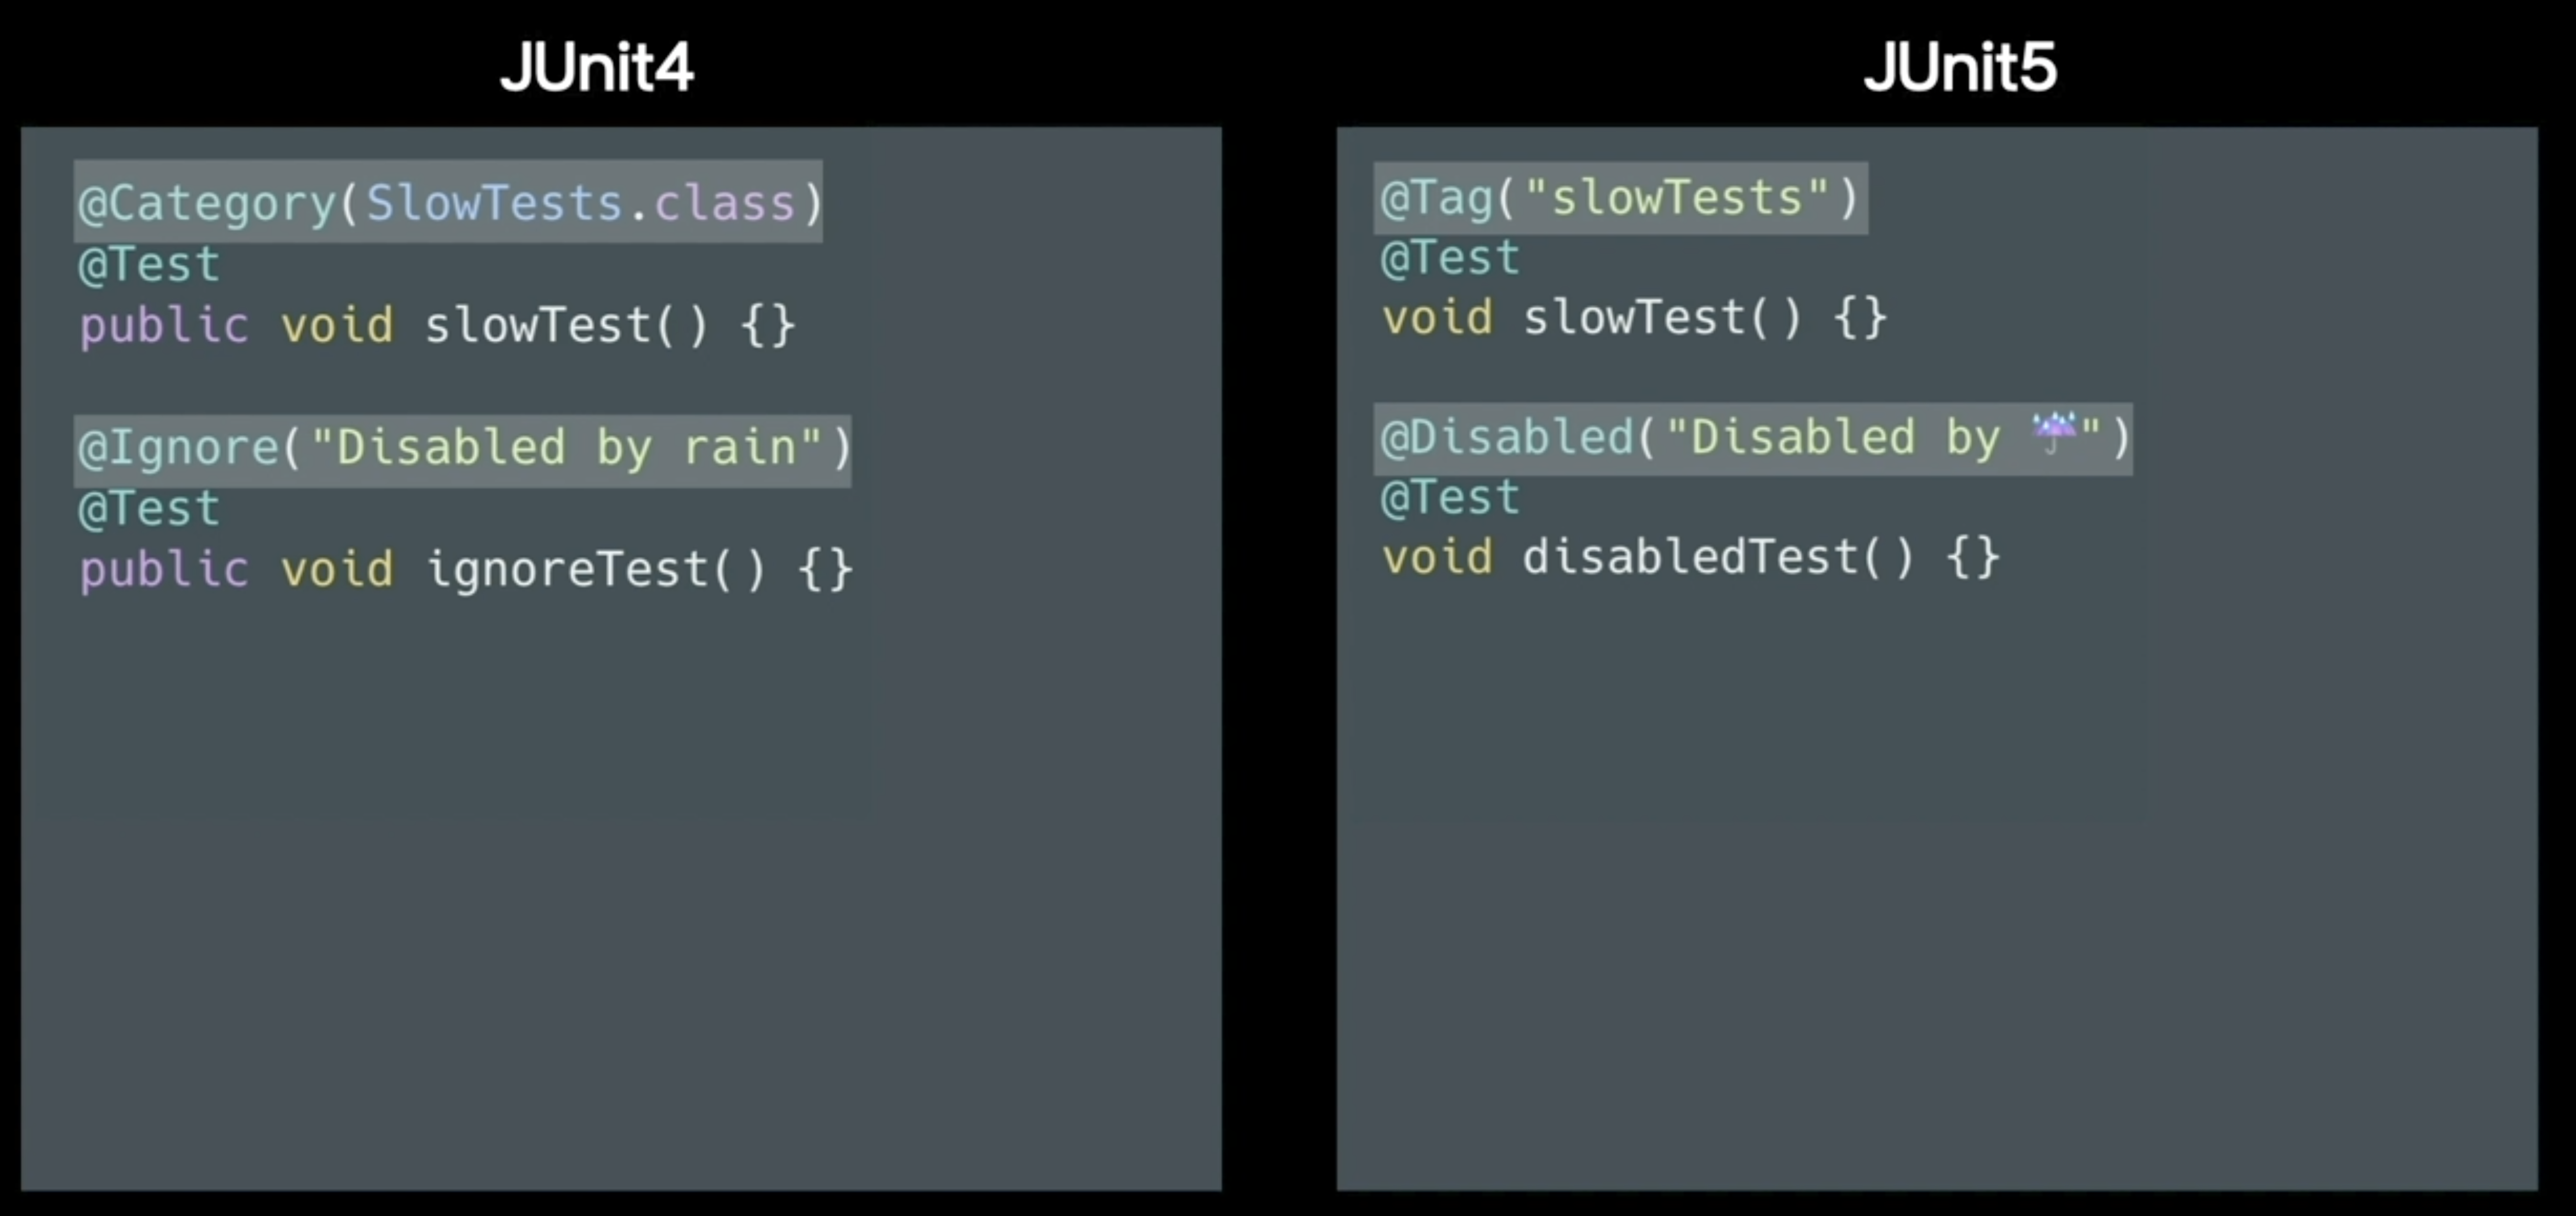 JUnit4
@Category(SlowTests.class)
@Test
public void slowTest() {}
@Ignore("Disabled by rain")
@Test
public void ignoreTest() {}
JUnit5
@Tag("slowTests")
@Test
void slowTest() {}
@Disabled("Disabled by ☔")
@Test
void disabledTest() {}